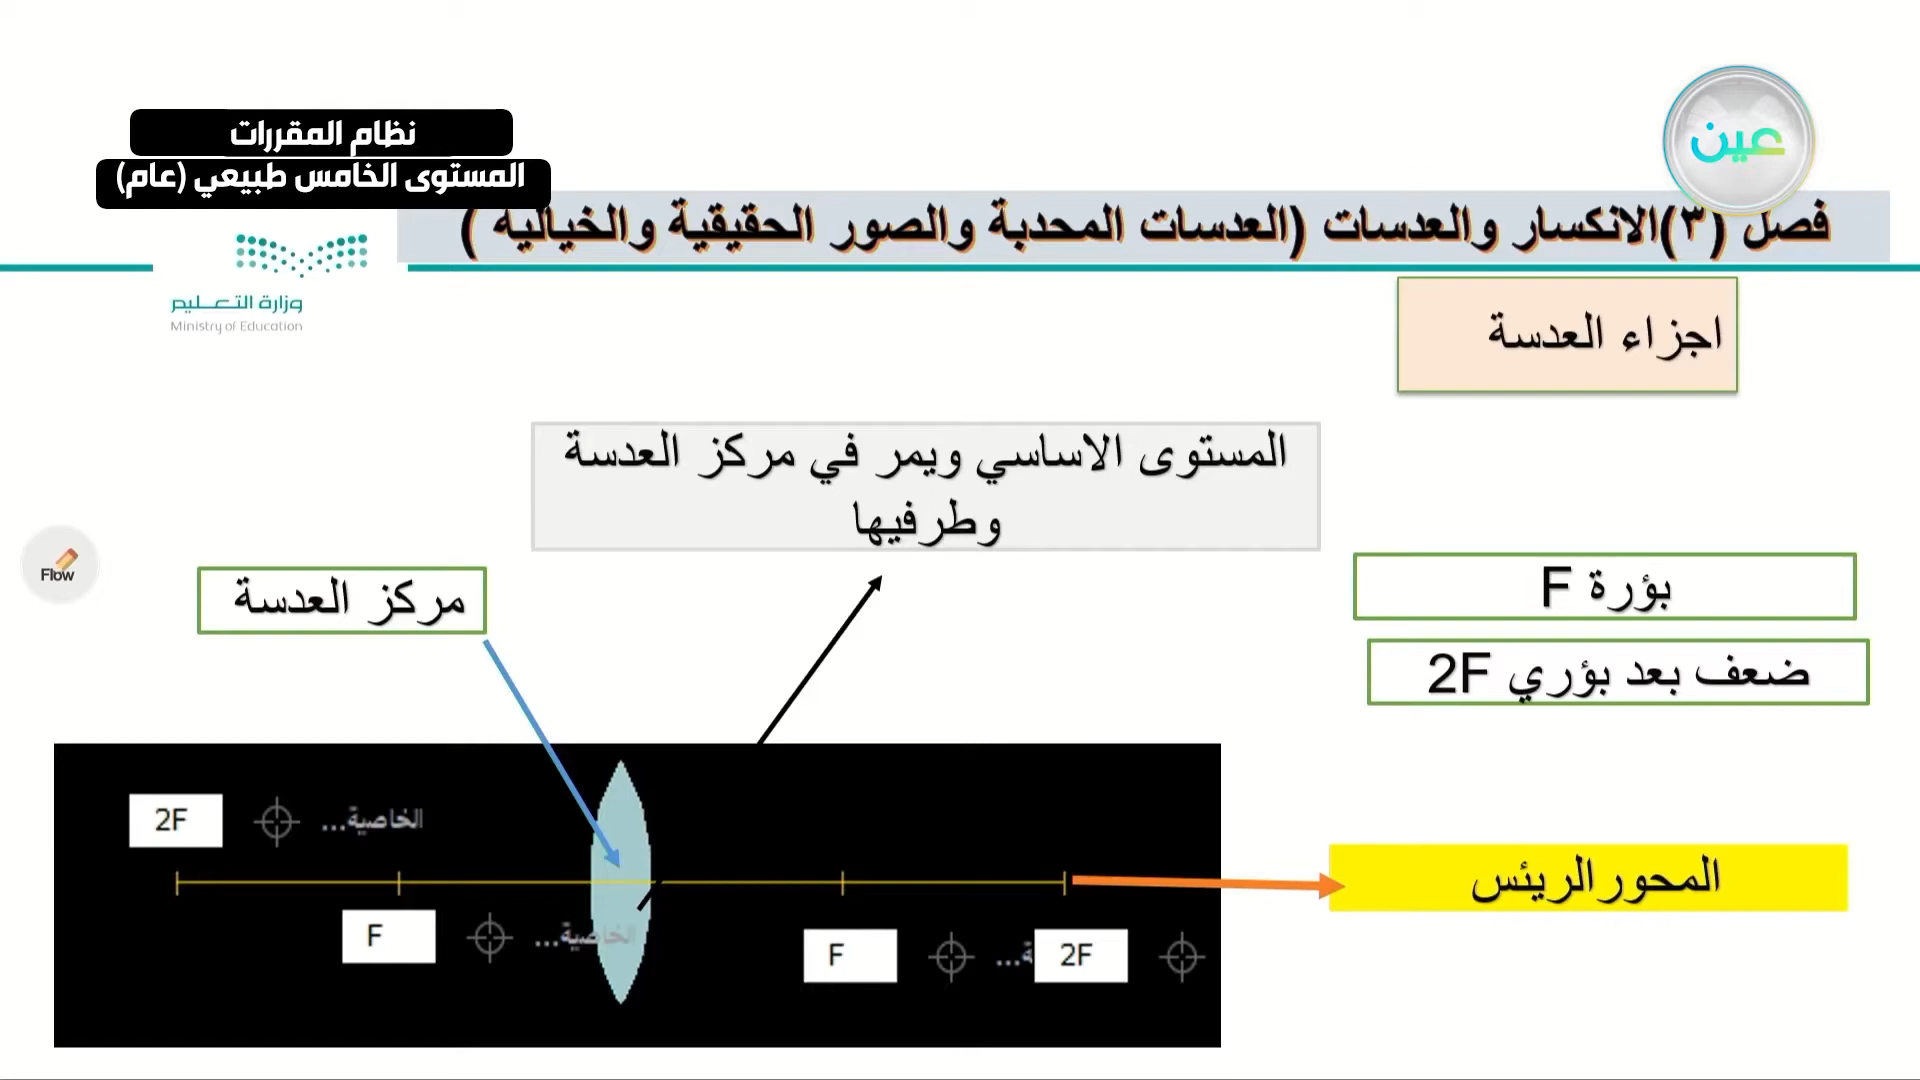 نظام المقررات
المستوى الخامس طبيعي (عام)
عين
فصل (٣)الانكسار والعدسات (العدسات المحدبة والصور الحقيقية والخيالية )
وزارة التعليم
Ministry of Education
اجزاء العدسة
المستوى الاساسي ويمر في مركز العدسة
وطرفيها
Flow
مركز العدسة
بؤرة F
ضعف بعد بؤري 2F
2F
الخاصية...
المحور الريئس
F
الخاصية...
F
ة...
2F